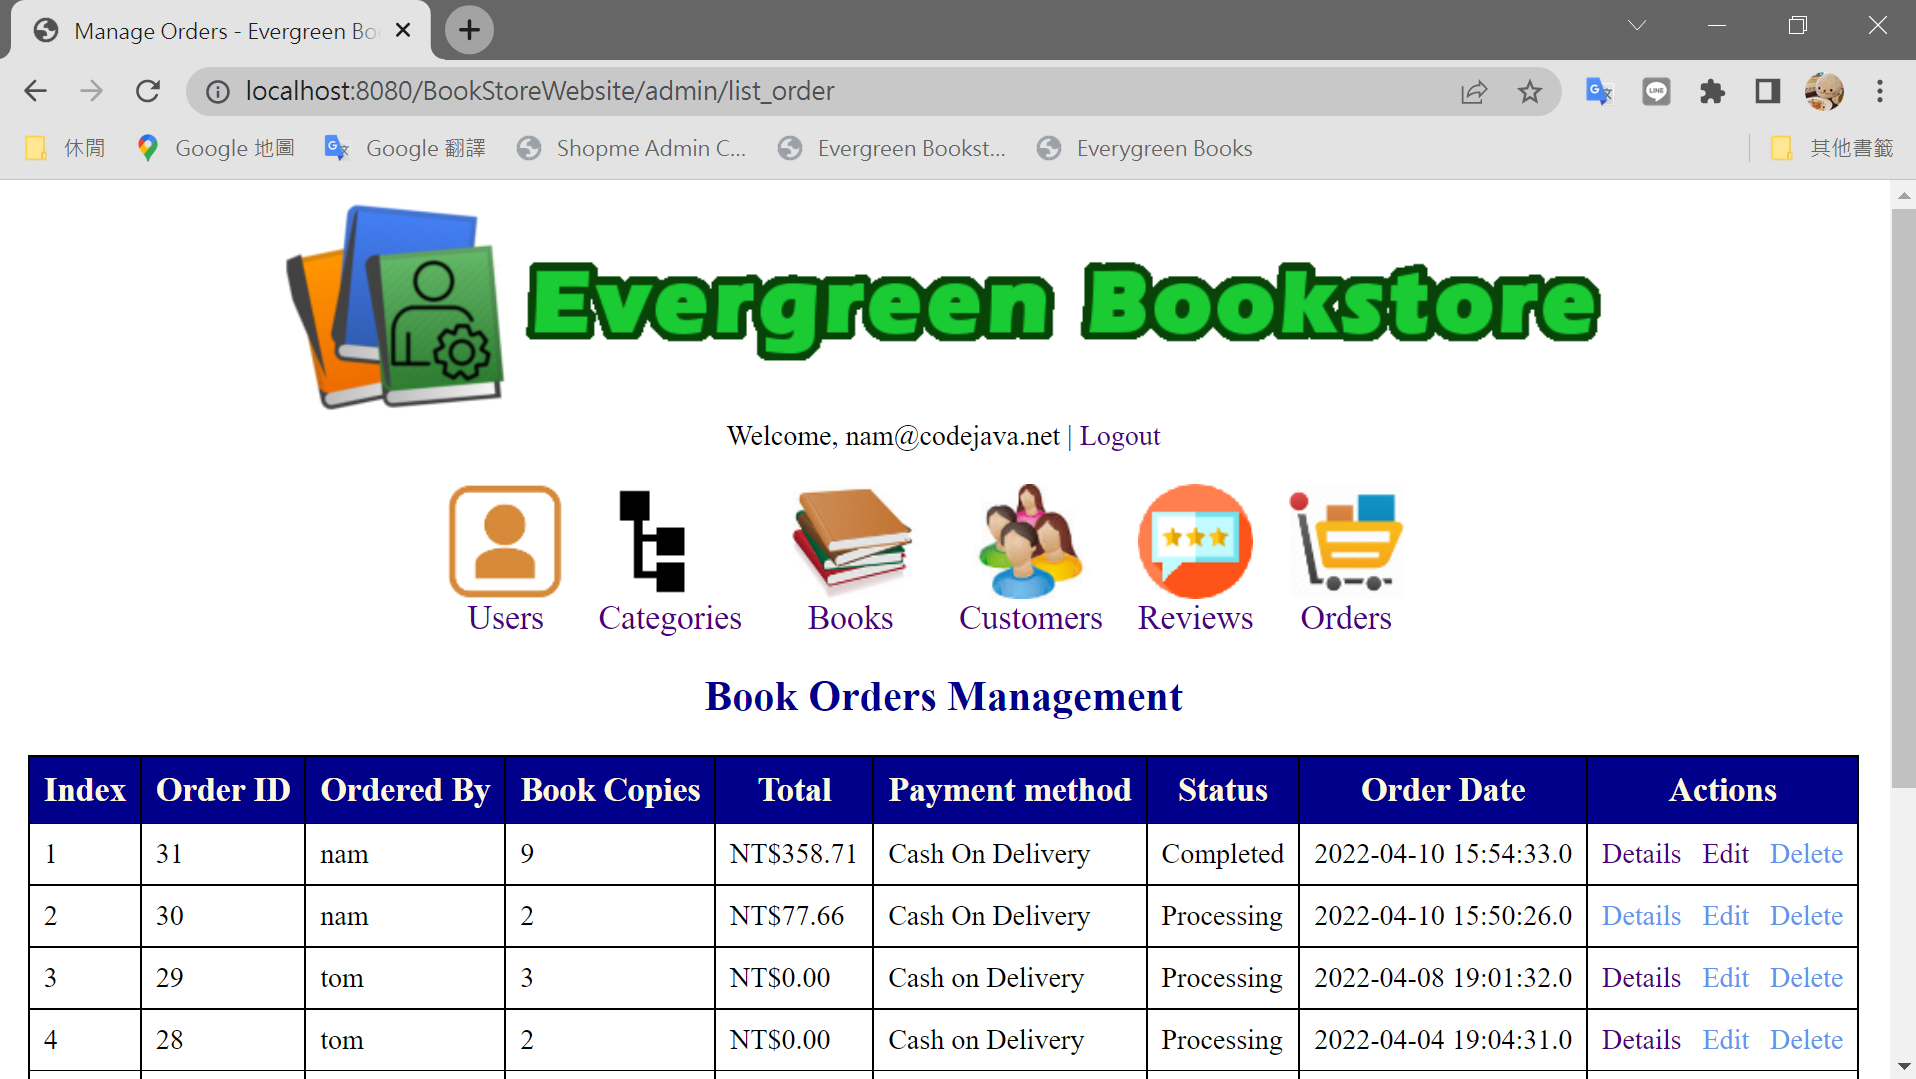 Manage Orders - Evergreen Bo
localhost:8080/BookStoreWebsite/admin/list_order
休閒 Google 地圖 Google 翻譯 Shopme Admin C... Evergreen Bookst... Everygreen Books 其他書籤
Evergreen Bookstore
Welcome, nam@codejava.net | Logout
Users Categories Books Customers Reviews Orders
Book Orders Management
Index Order ID Ordered By Book Copies Total Payment method Status Order Date Actions
1 31 nam 9 NT$358.71 Cash On Delivery Completed 2022-04-10 15:54:33.0 Details Edit Delete
2 30 nam 2 NT$77.66 Cash On Delivery Processing 2022-04-10 15:50:26.0 Details Edit Delete
3 29 tom 3 NT$0.00 Cash on Delivery Processing 2022-04-08 19:01:32.0 Details Edit Delete
4 28 tom 2 NT$0.00 Cash on Delivery Processing 2022-04-04 19:04:31.0 Details Edit Delete